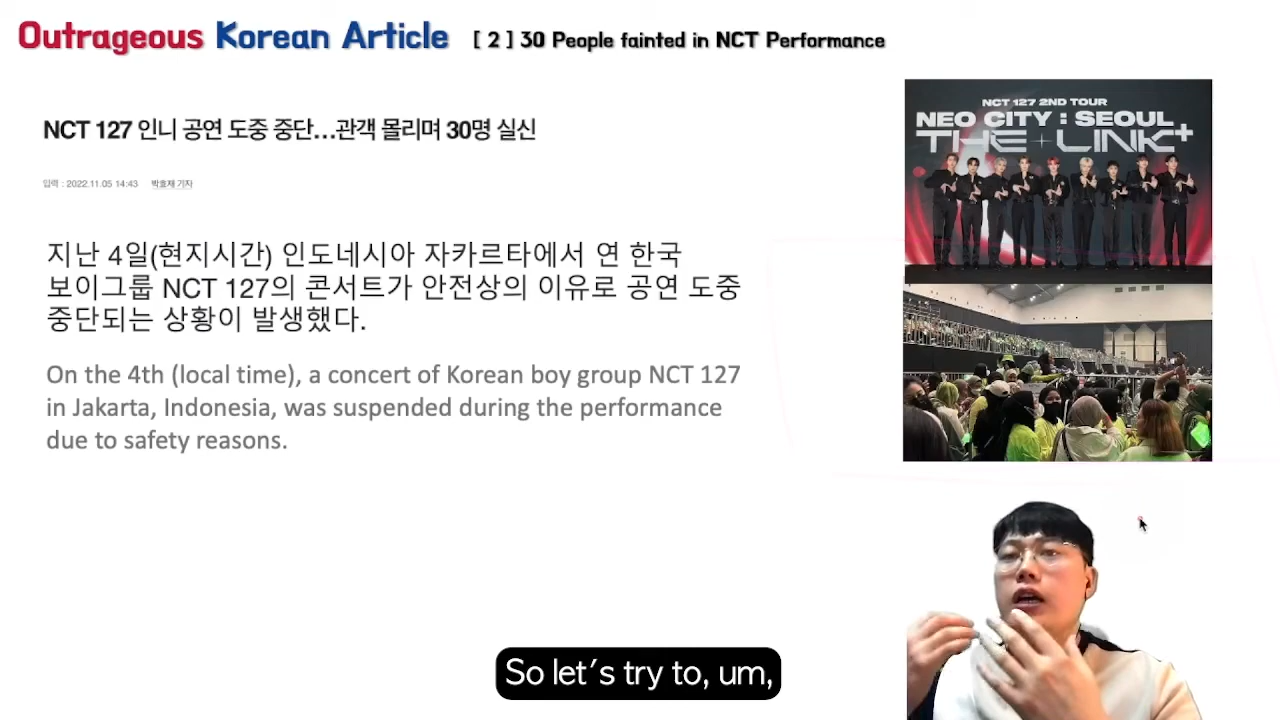 Outrageous Korean Article [ 2 ] 30 People fainted in NCT Performance
NCT 127 인니 공연 도중 중단...관객 몰리며 30명 실신
입력 : 2022.11.05 14:43 박효재 기자
지난 4일(현지시간) 인도네시아 자카르타에서 연 한국
보이그룹 NCT 127의 콘서트가 안전상의 이유로 공연 도중
중단되는 상황이 발생했다.
On the 4th (local time), a concert of Korean boy group NCT 127
in Jakarta, Indonesia, was suspended during the performance
due to safety reasons.
NCT 127 2ND TOUR
NEO CITY : SEOUL
THE LINK+
So let's try to, um,